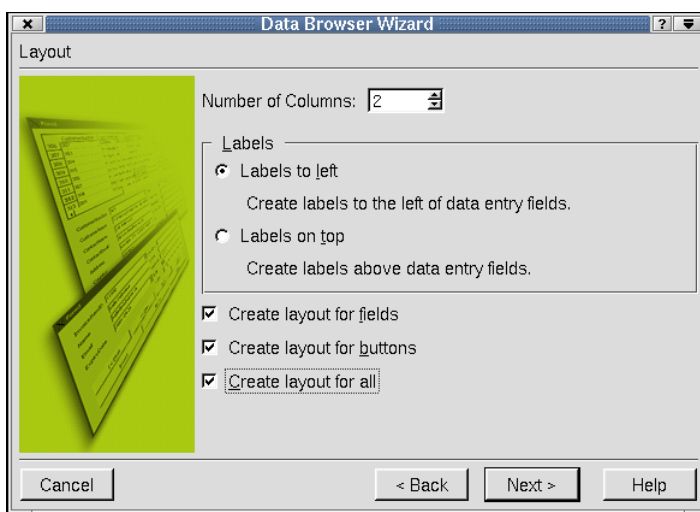 Data Browser Wizard
Layout
Number of Columns: 2
Labels
Labels to left
Create labels to the left of data entry fields.
Labels on top
Create labels above data entry fields.
Create layout for fields
Create layout for buttons
Create layout for all
Cancel
< Back
Next >
Help